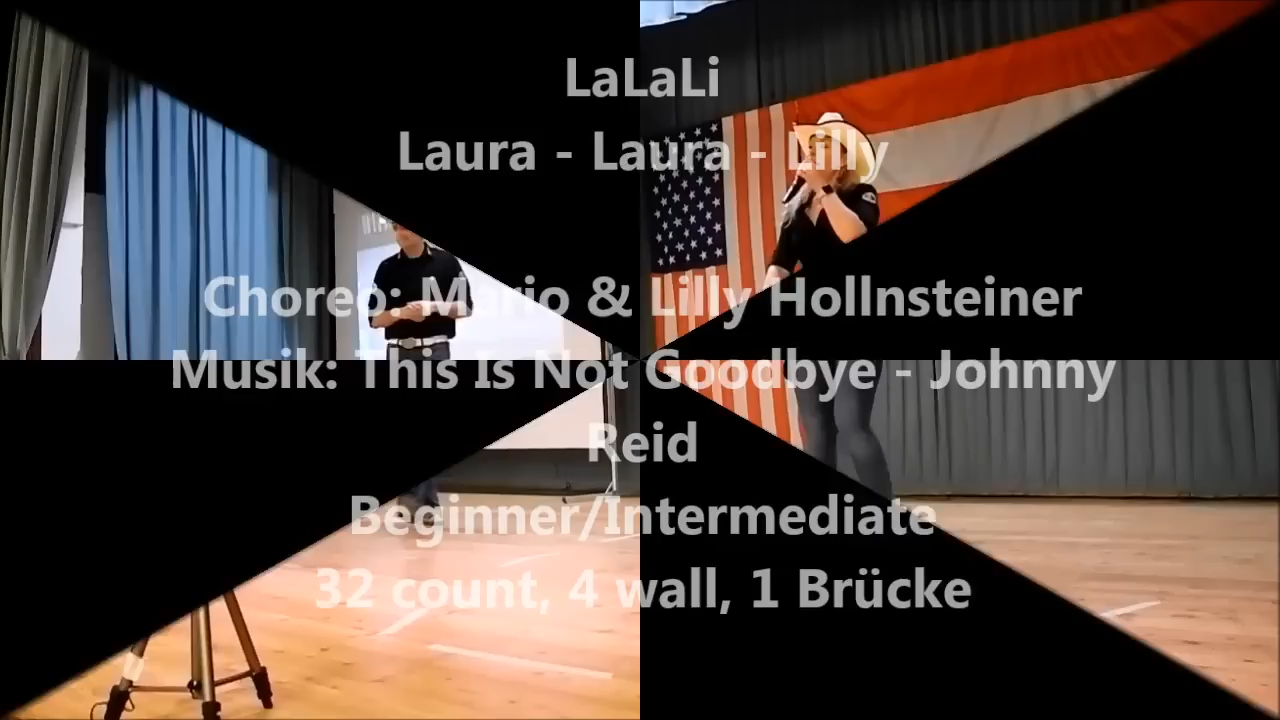 LaLaLi
Laura - Laura - Lilly
Choreo: Mario & Lilly Hollnsteiner
Musik: This Is Not Goodbye - Johnny
Reid
Beginner/Intermediate
32 count, 4 wall, 1 Brücke